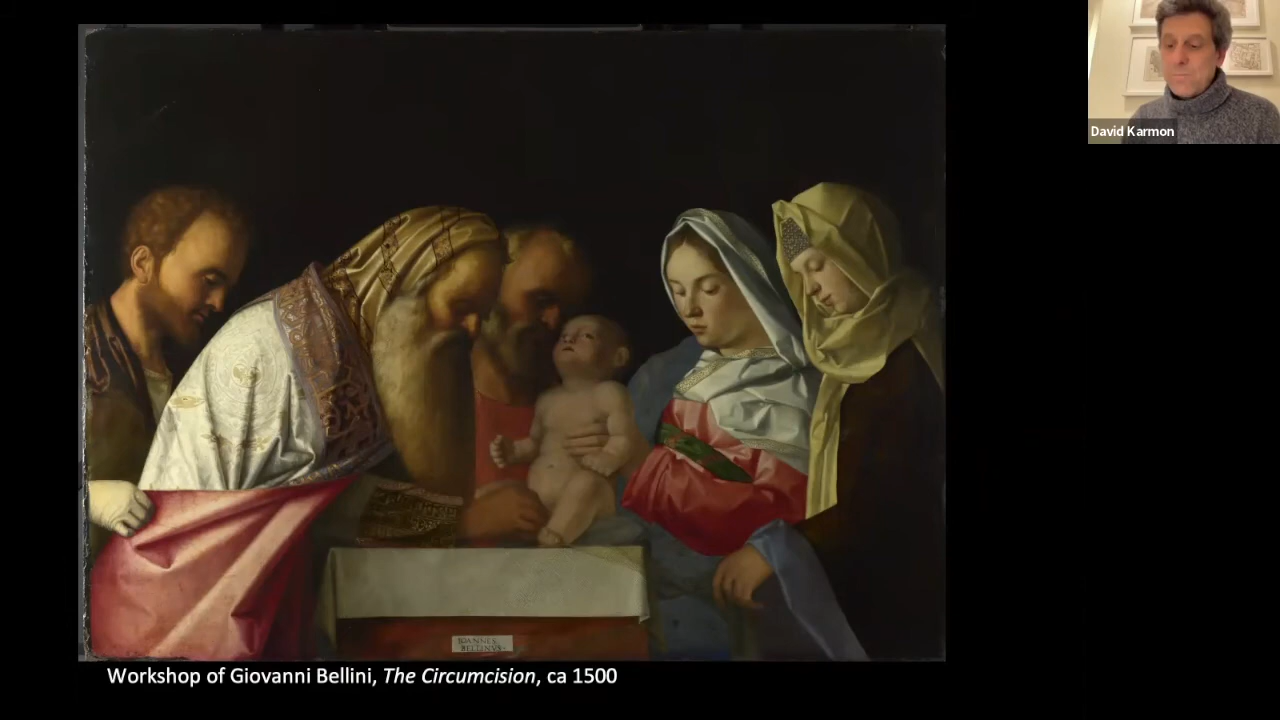 David Karmon
IOANNES
BELLINVS
Workshop of Giovanni Bellini, The Circumcision, ca 1500